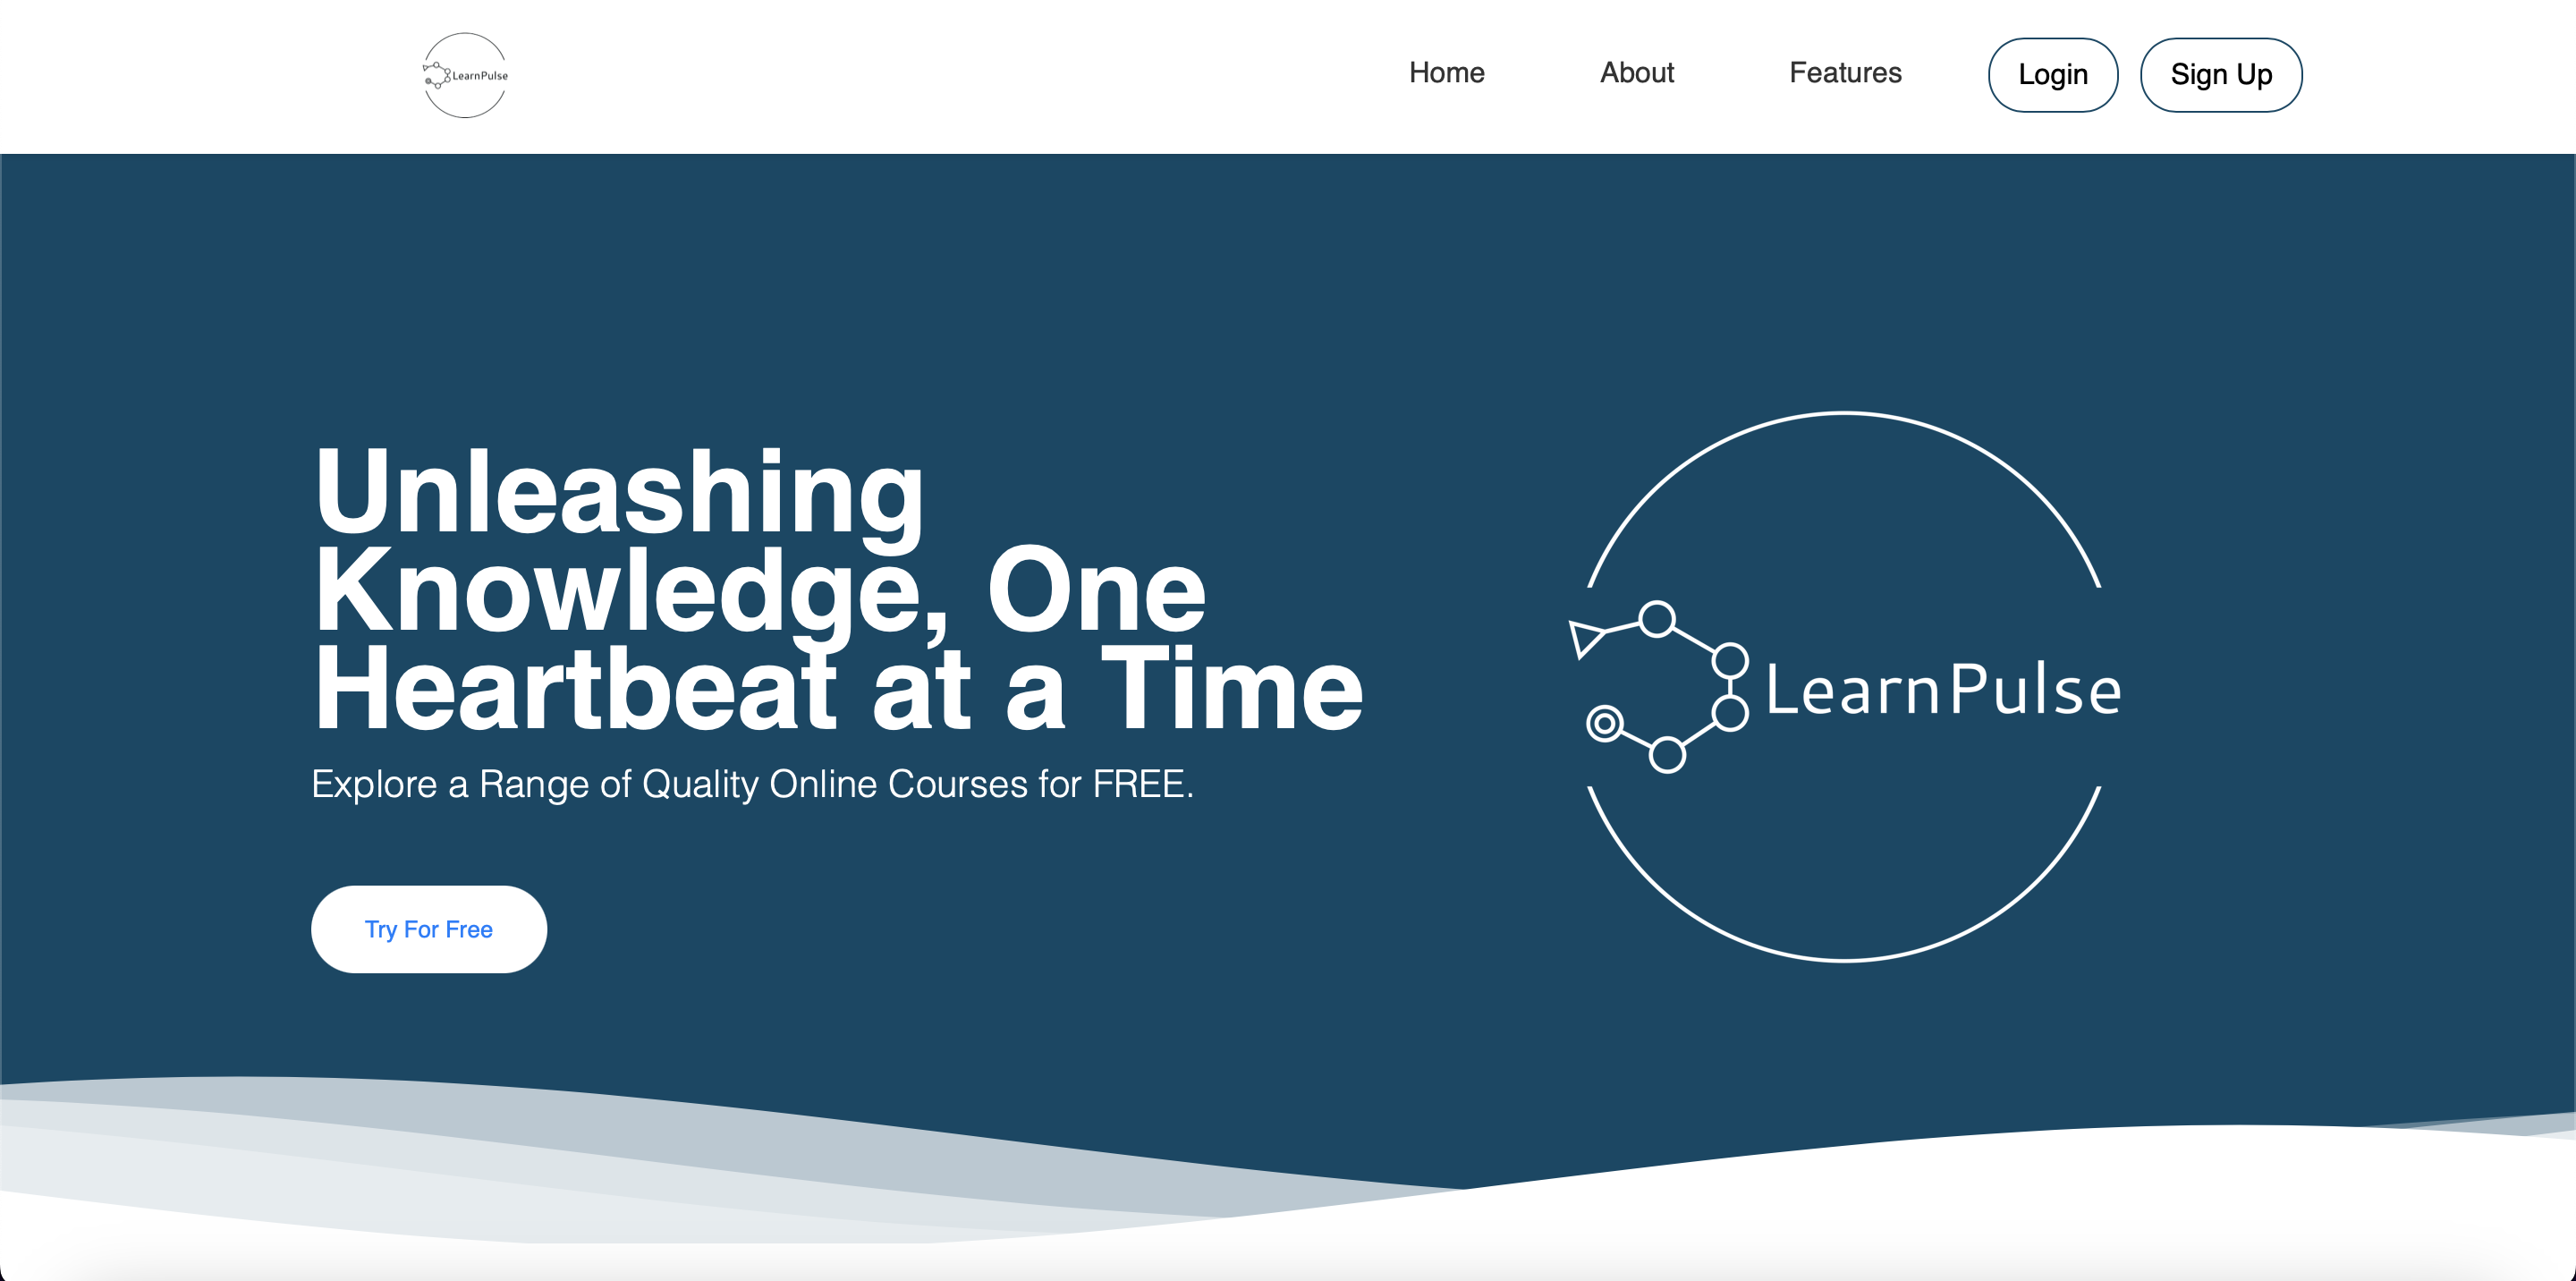 LearnPulse
Home
About
Features
Login
Sign Up
Unleashing
Knowledge, One
Heartbeat at a Time
Explore a Range of Quality Online Courses for FREE.
Try For Free
LearnPulse